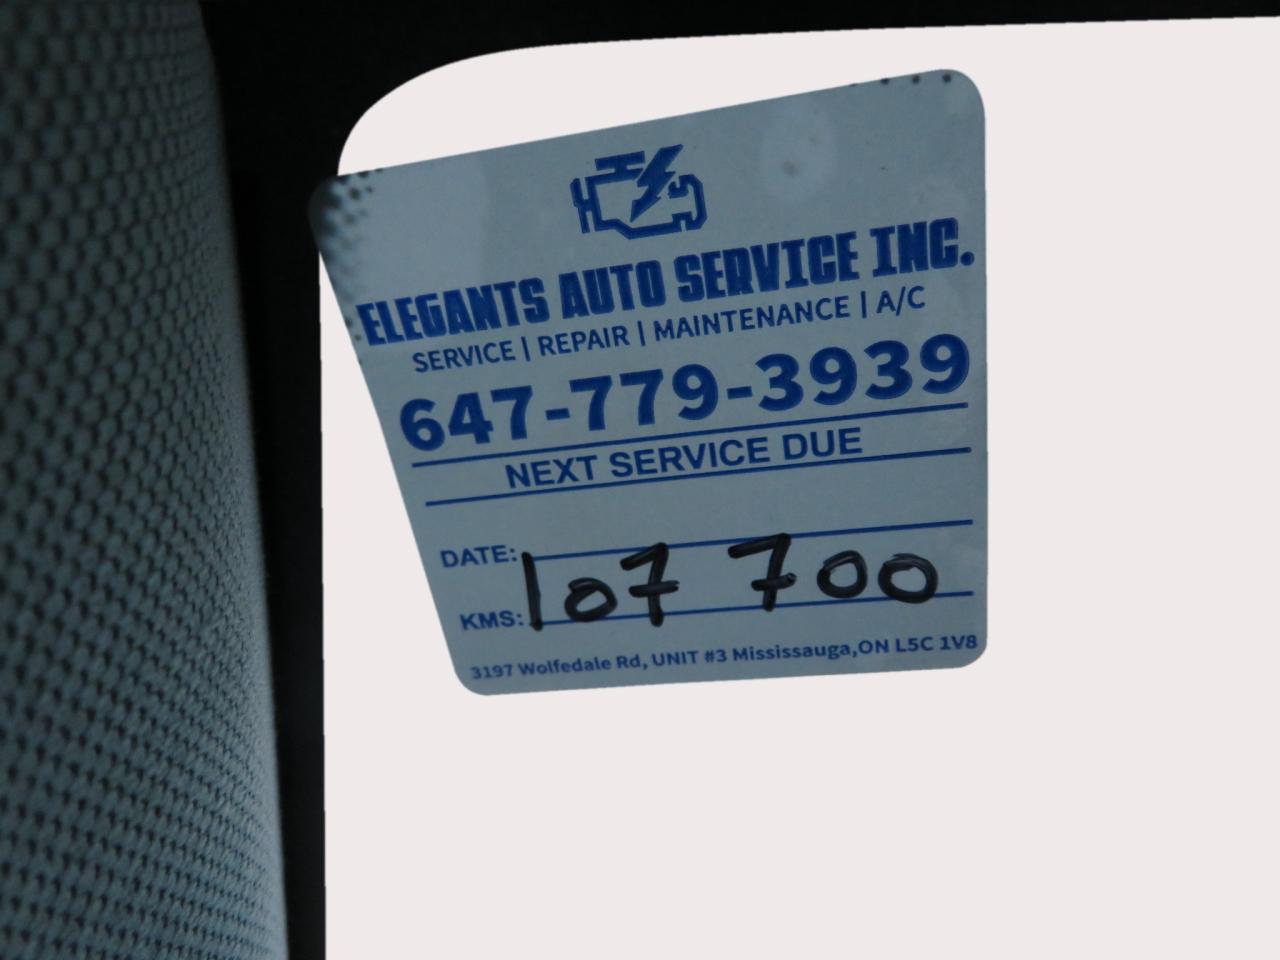 ELEGANTS AUTO SERVICE INC.
SERVICE | REPAIR | MAINTENANCE | A/C
647-779-3939
NEXT SERVICE DUE
DATE:
KMS: 107 700
3197 Wolfedale Rd, UNIT #3 Mississauga,ON L5C 1V8